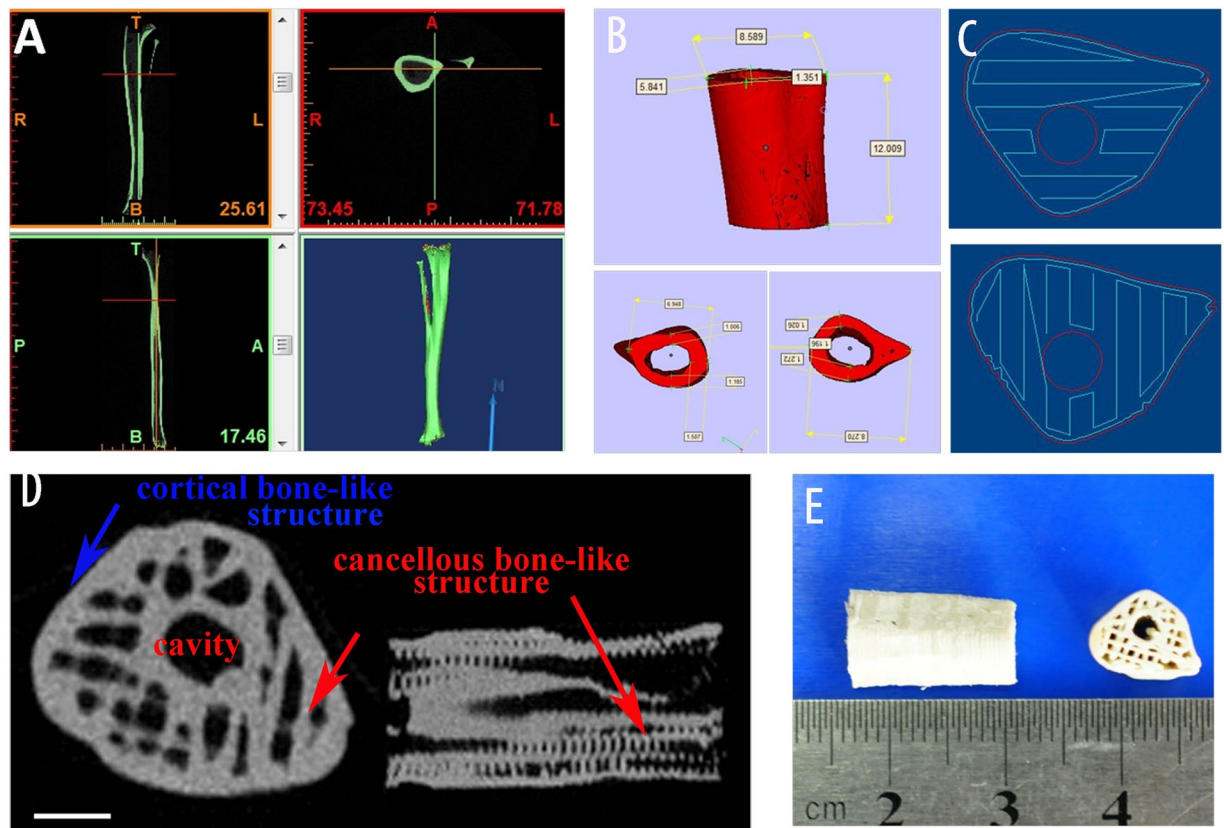 A
T
R
L
B
25.61
A
R
L
73.45
P
71.78
T
P
A
B
17.46
B
8.589
5.841
1.351
12.009
6.948
1.006
1.185
1.587
1.026
1.196
1.272
8.270
C
D
cortical bone-like
structure
cancellous bone-like
structure
cavity
E
cm 2 3 4